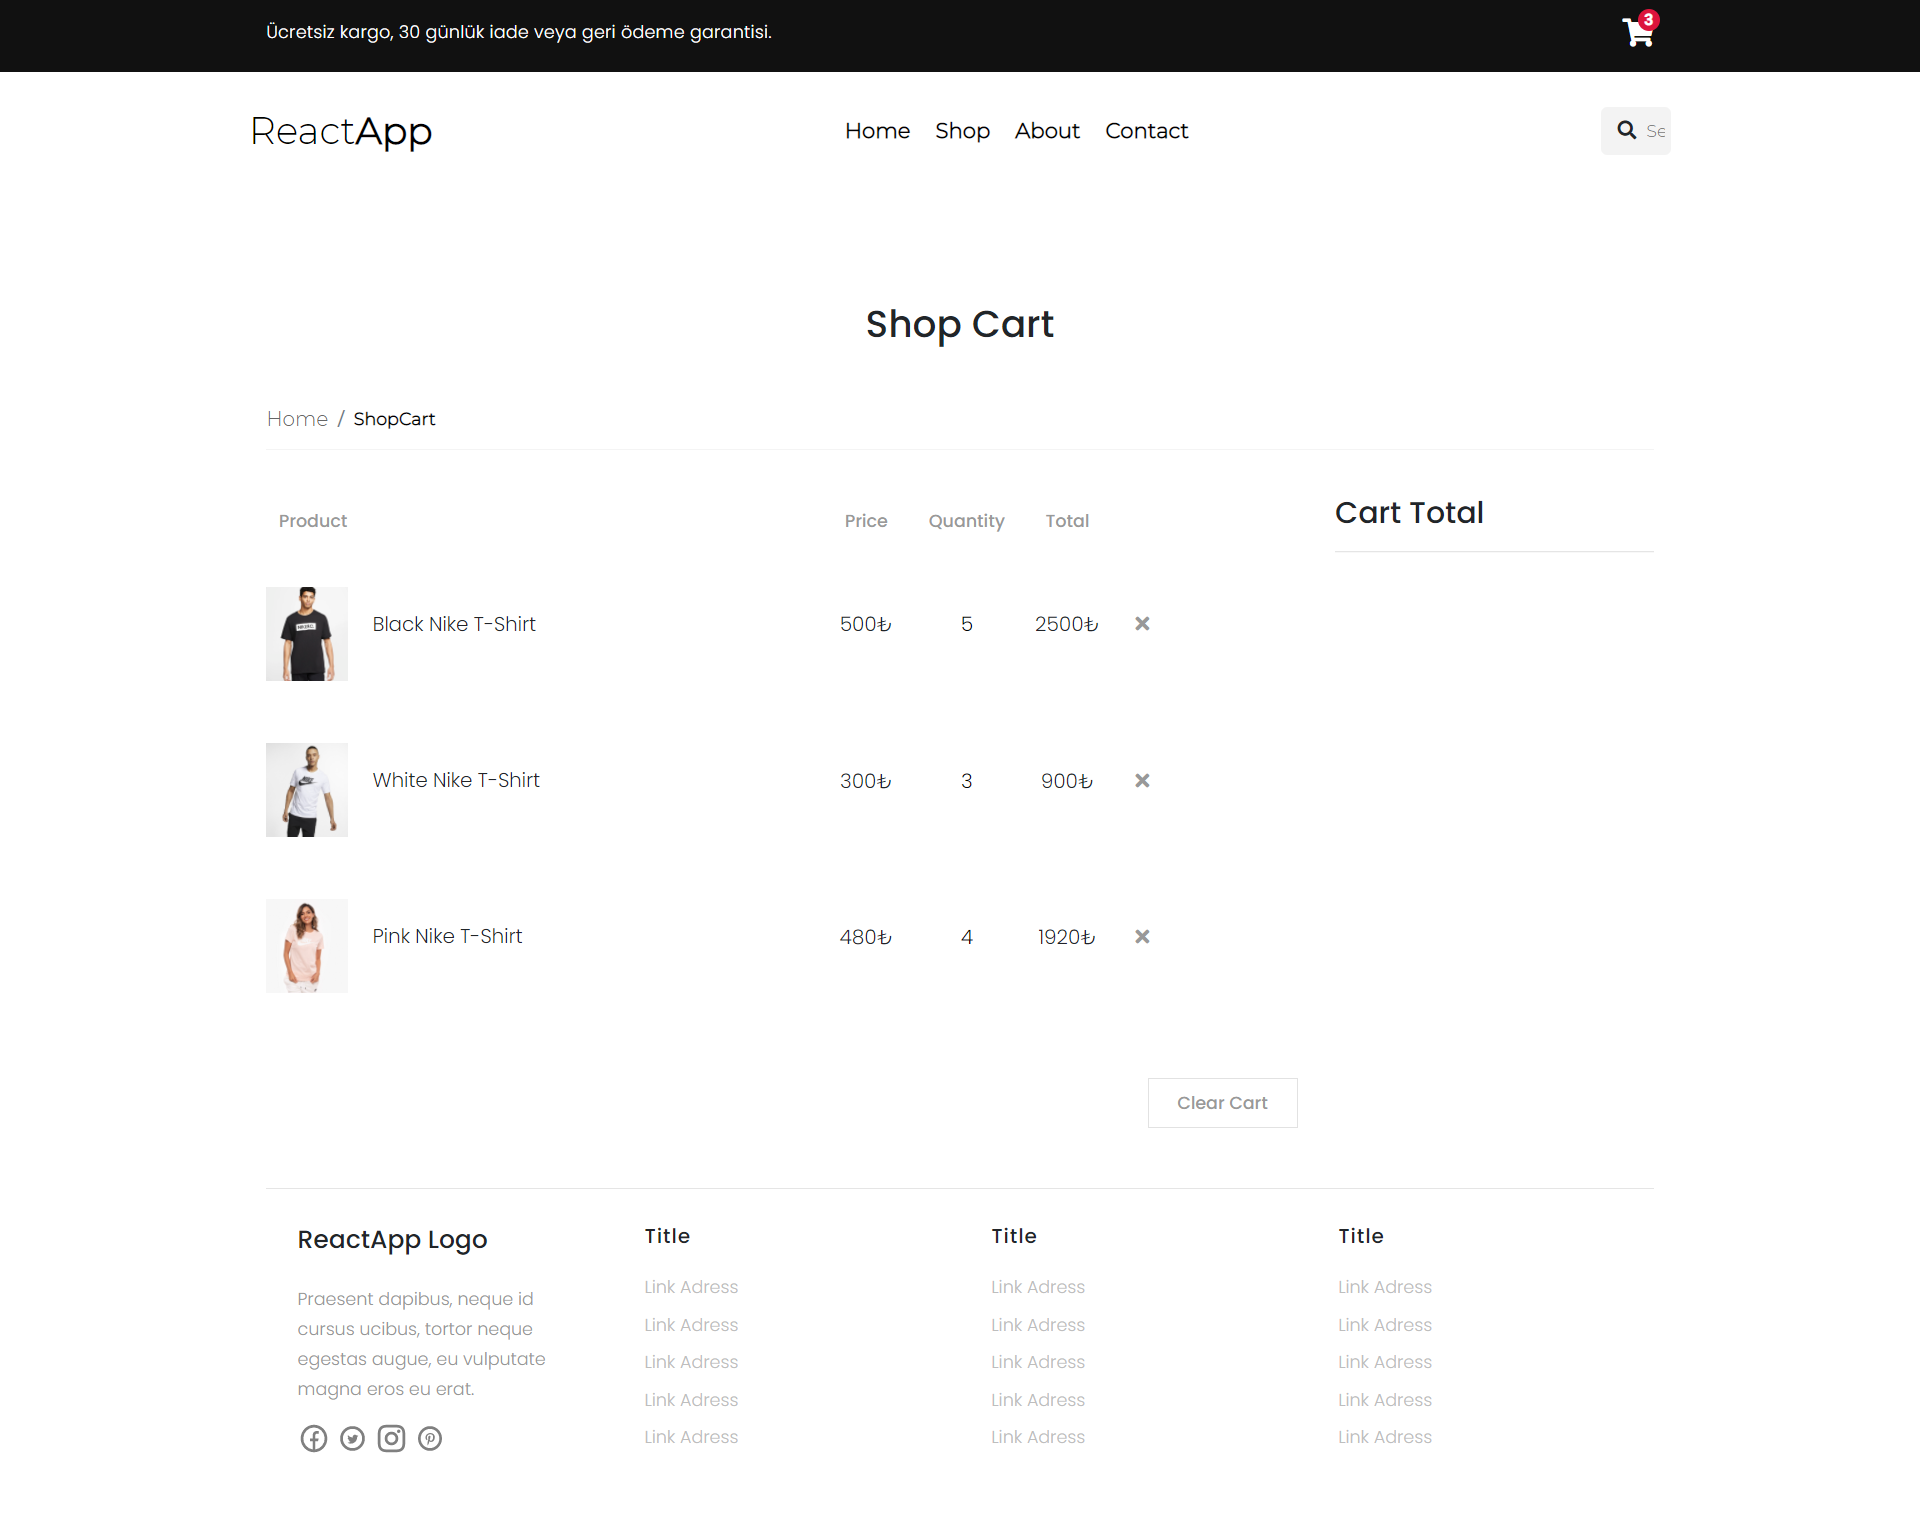 Ücretsiz kargo, 30 günlük iade veya geri ödeme garantisi.
3
ReactApp
Home Shop About Contact
Se
Shop Cart
Home / ShopCart
Product Price Quantity Total
Cart Total
Black Nike T-Shirt 500₺ 5 2500₺
White Nike T-Shirt 300₺ 3 900₺
Pink Nike T-Shirt 480₺ 4 1920₺
Clear Cart
ReactApp Logo
Praesent dapibus, neque id
cursus ucibus, tortor neque
egestas augue, eu vulputate
magna eros eu erat.
Title
Link Adress
Link Adress
Link Adress
Link Adress
Link Adress
Title
Link Adress
Link Adress
Link Adress
Link Adress
Link Adress
Title
Link Adress
Link Adress
Link Adress
Link Adress
Link Adress